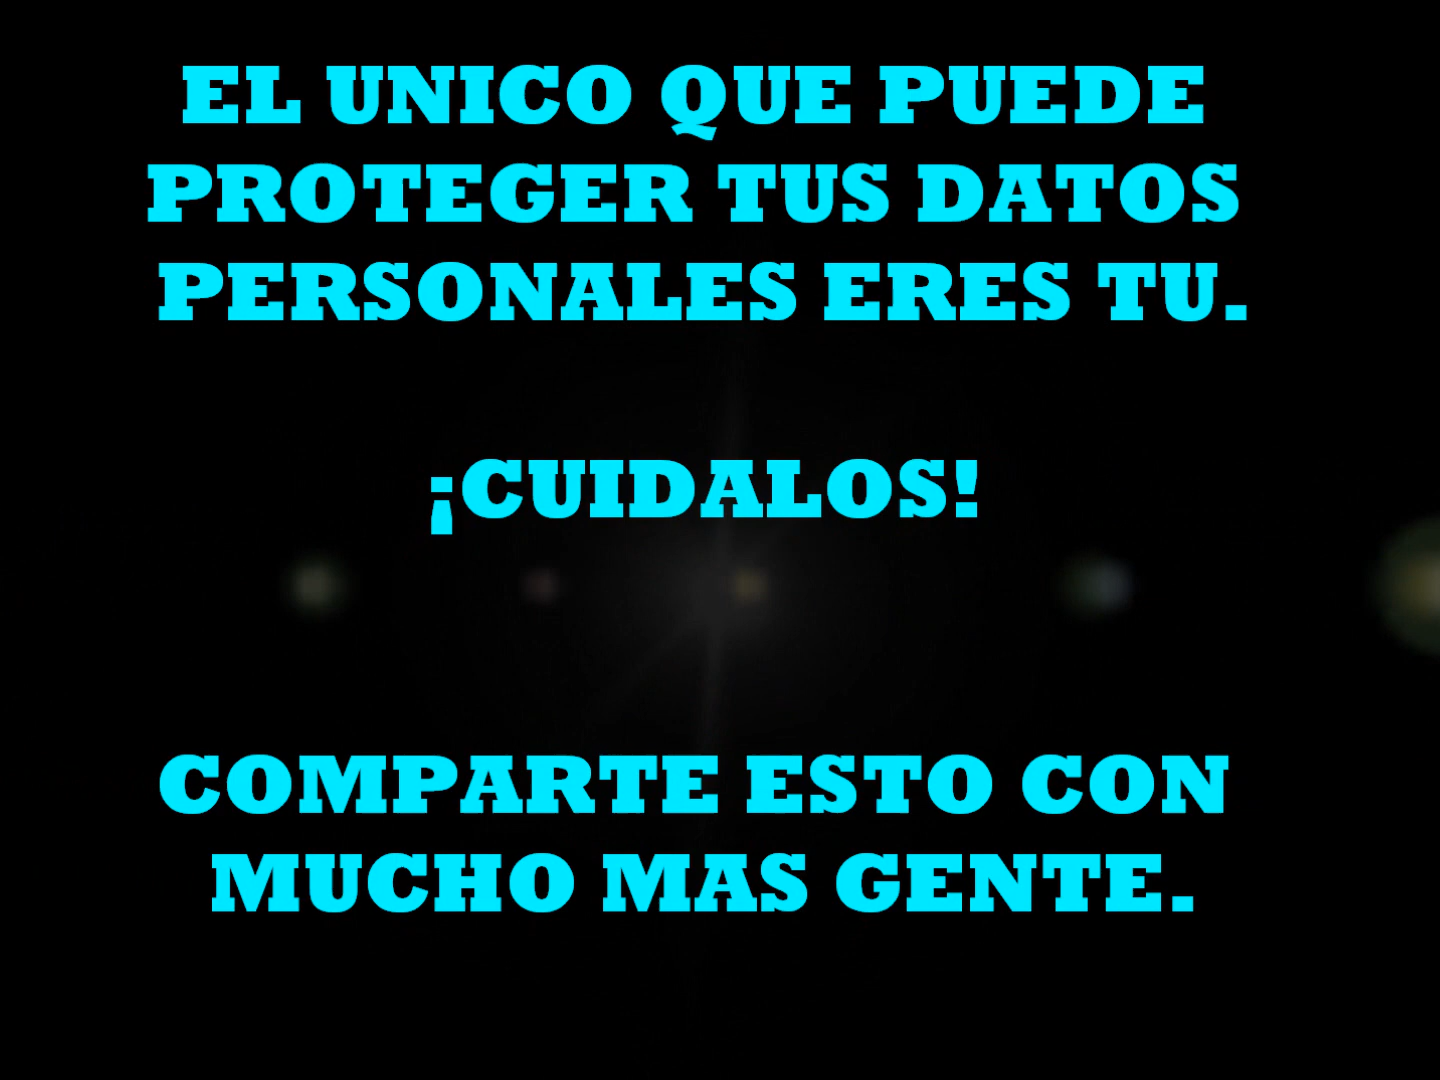 EL UNICO QUE PUEDE
PROTEGER TUS DATOS
PERSONALES ERES TU.
¡CUIDALOS!
COMPARTE ESTO CON
MUCHO MAS GENTE.